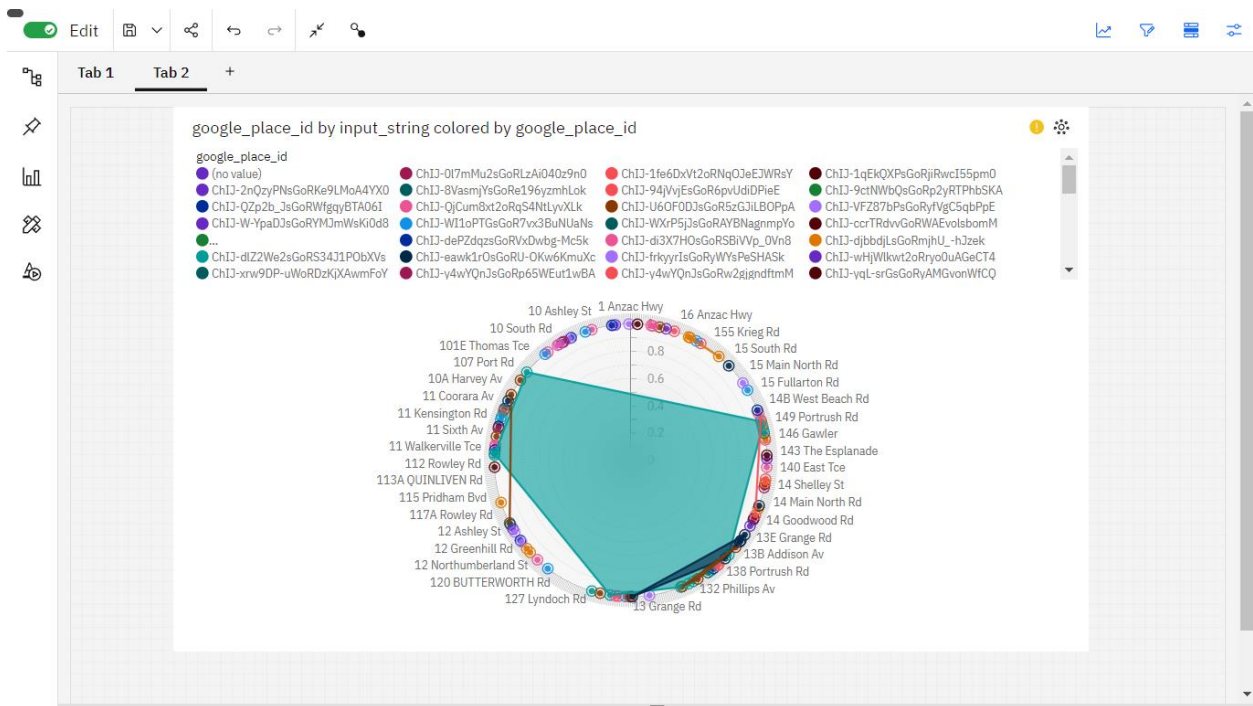 Edit
Tab 1 Tab 2 +
google_place_id by input_string colored by google_place_id
google_place_id
(no value) ChIJ-0l7mMu2sGoRLzAi040z9n0 ChIJ-1fe6DxVt2oRNqOJeEJWRsY ChIJ-1qEkQXPsGoRjiRwcI55pm0
ChIJ-2nQzyPNsGoRKe9LMoA4YX0 ChIJ-8VasmjYsGoRe196yzmhLok ChIJ-94jVvjEsGoR6pvUdiDPieE ChIJ-9ctNWbQsGoRp2yRTPhbSKA
ChIJ-QZp2b_JsGoRWfgqyBTA06I ChIJ-QjCum8xt2oRqS4NtLyvXLk ChIJ-U6OF0DJsGoR5zGJiLBOPpA ChIJ-VFZ87bPsGoRyfVgC5qbPpE
ChIJ-W-YpaDJsGoRYMJmWsKi0d8 ChIJ-WI1oPTGsGoR7vx3BuNUaNs ChIJ-WXrP5jJsGoRAYBNagnmpYo ChIJ-ccrTRdvvGoRWAEvolsbomM
... ChIJ-dePZdqzsGoRVxDwbg-Mc5k ChIJ-di3X7HOsGoRSBiVVp_0Vn8 ChIJ-djbbdjLsGoRmjhU_-hJzek
ChIJ-dlZ2We2sGoRS34J1PObXVs ChIJ-eawk1rOsGoRU-OKw6KmuXc ChIJ-frkyyrIsGoRyWYsPeSHASk ChIJ-wHjWlkwt2oRryo0uAGeCT4
ChIJ-xrw9DP-uWoRDzKjXAwmFoY ChIJ-y4wYQnJsGoRp65WEut1wBA ChIJ-y4wYQnJsGoRw2gjgndftmM ChIJ-yqL-srGsGoRyAMGvonWfCQ
10 Ashley St 1 Anzac Hwy 16 Anzac Hwy
10 South Rd 155 Krieg Rd
101E Thomas Tce 0.8 15 South Rd
107 Port Rd 15 Main North Rd
10A Harvey Av 0.6 15 Fullarton Rd
11 Coorara Av 0.4 14B West Beach Rd
11 Kensington Rd 149 Portrush Rd
11 Sixth Av 0.2 146 Gawler
11 Walkerville Tce 143 The Esplanade
112 Rowley Rd 0 140 East Tce
113A QUINLIVEN Rd 14 Shelley St
115 Pridham Bvd 14 Main North Rd
117A Rowley Rd 14 Goodwood Rd
12 Ashley St 13E Grange Rd
12 Greenhill Rd 13B Addison Av
12 Northumberland St 138 Portrush Rd
120 BUTTERWORTH Rd 132 Phillips Av
127 Lyndoch Rd 13 Grange Rd